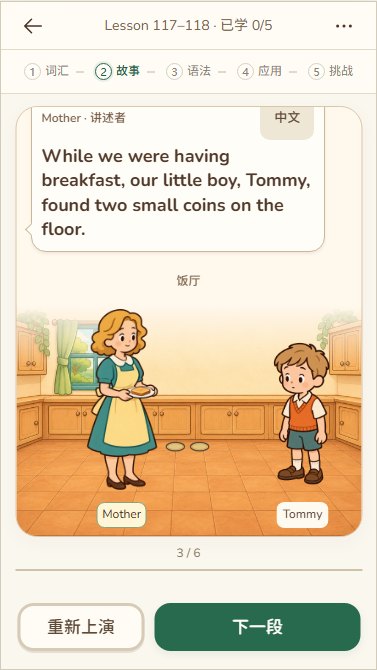 Lesson 117–118 · 已学 0/5
1 词汇 2 故事 3 语法 4 应用 5 挑战
Mother · 讲述者
中文
While we were having
breakfast, our little boy, Tommy,
found two small coins on the
floor.
饭厅
Mother
Tommy
3 / 6
重新上演
下一段